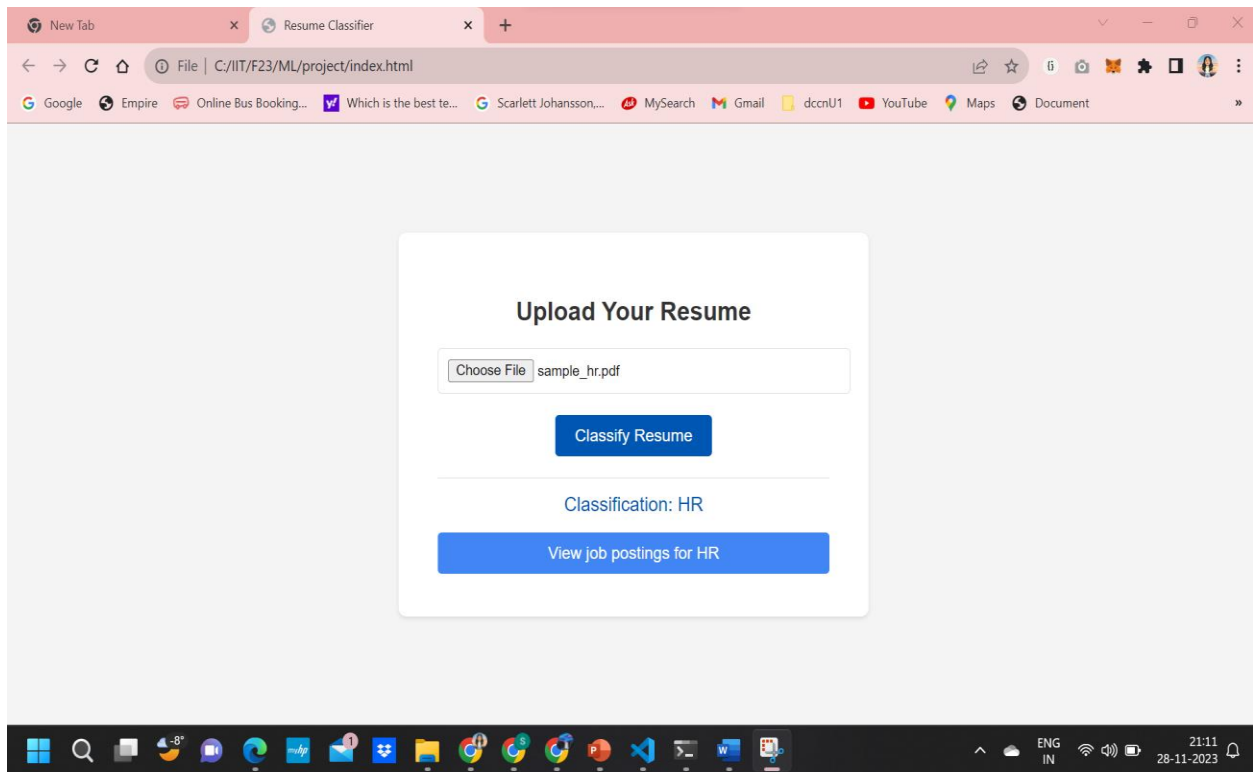 New Tab
Resume Classifier
File | C:/IIT/F23/ML/project/index.html
Google Empire Online Bus Booking... Which is the best te... Scarlett Johansson,... MySearch Gmail dccnU1 YouTube Maps Document »
Upload Your Resume
Choose File sample_hr.pdf
Classify Resume
Classification: HR
View job postings for HR
-8°
myhp
1
ENG
IN
21:11
28-11-2023